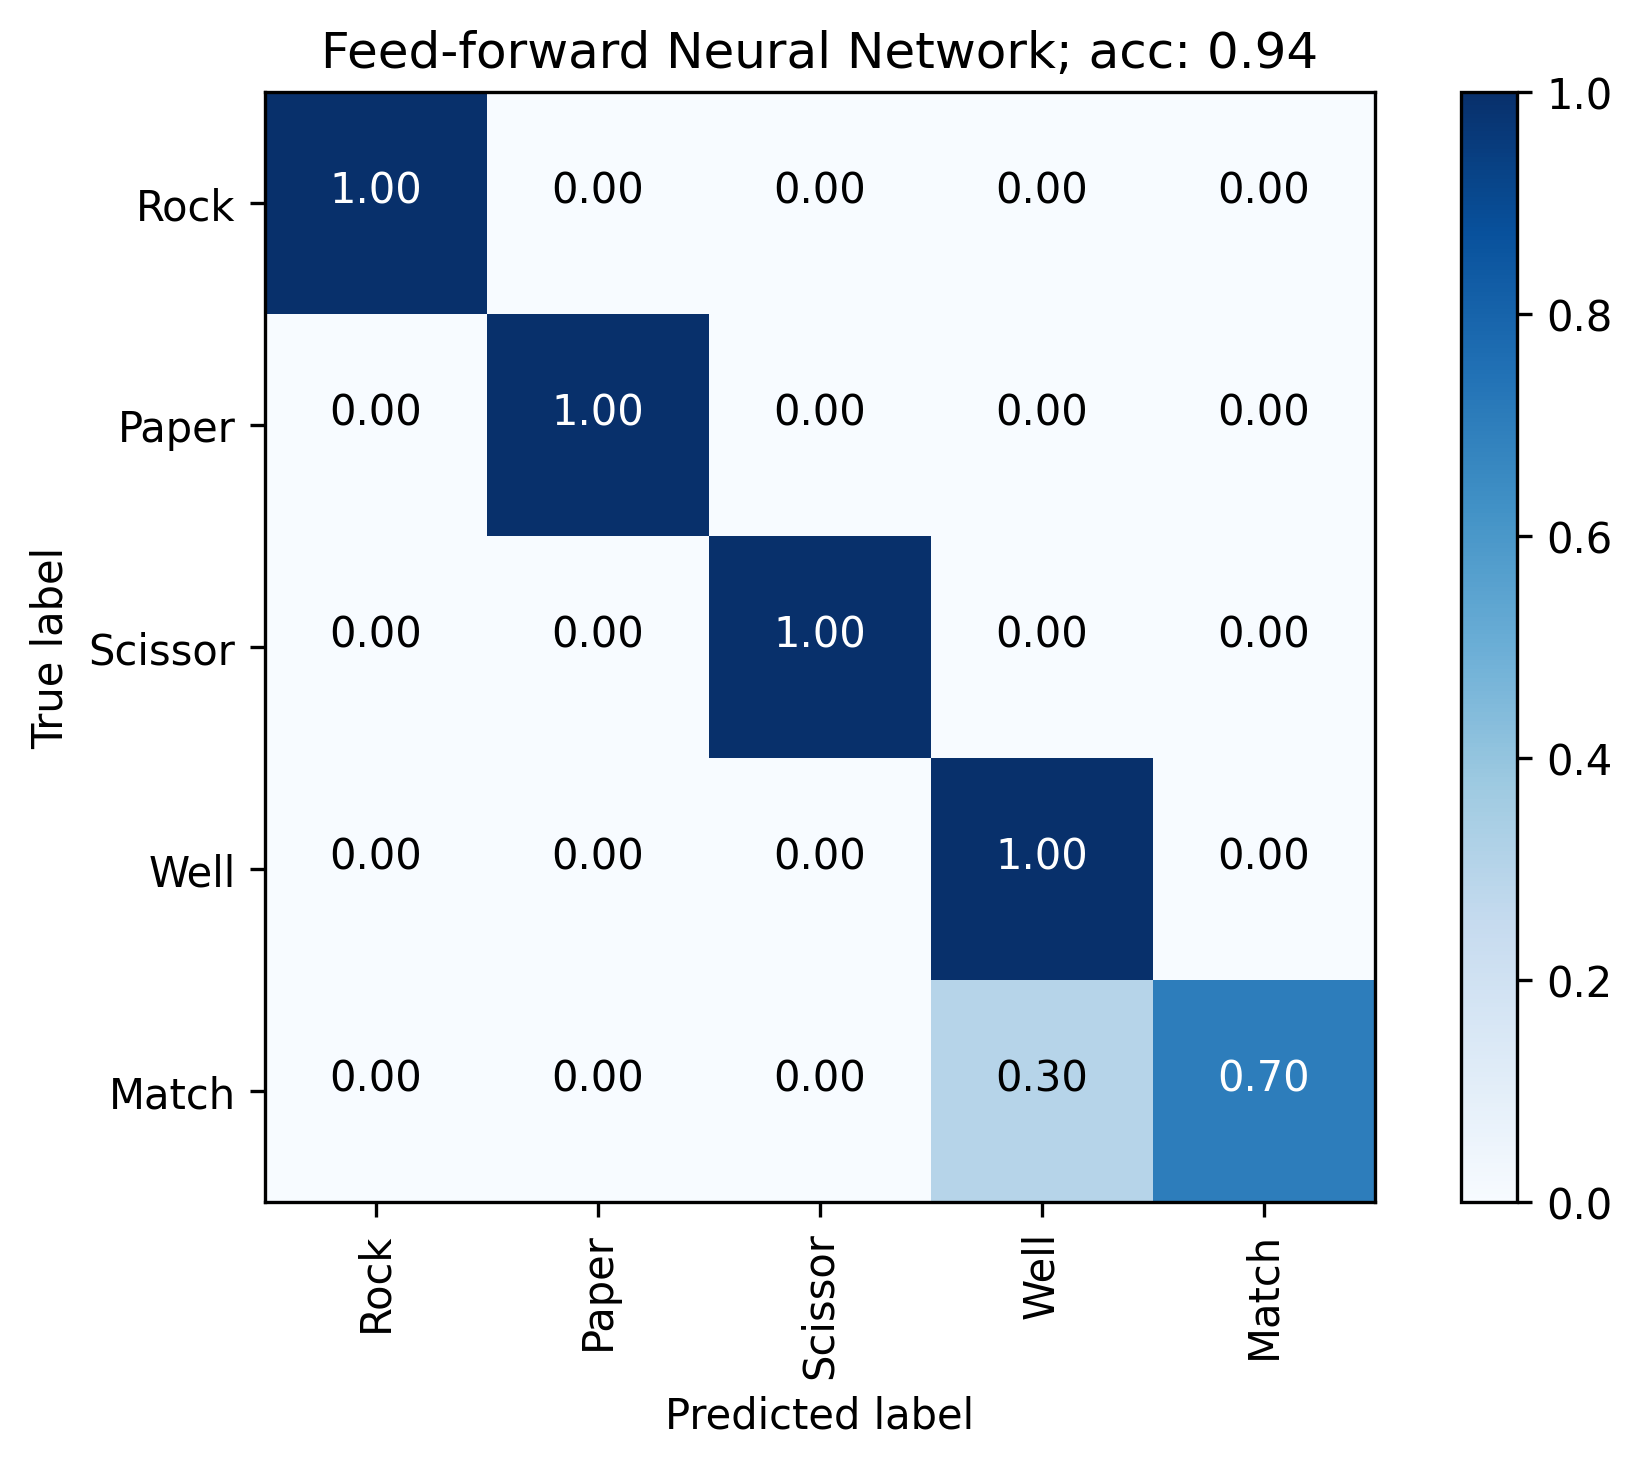 Feed-forward Neural Network; acc: 0.94
Rock 1.00 0.00 0.00 0.00 0.00
Paper 0.00 1.00 0.00 0.00 0.00
Scissor 0.00 0.00 1.00 0.00 0.00
Well 0.00 0.00 0.00 1.00 0.00
Match 0.00 0.00 0.00 0.30 0.70
True label
Rock Paper Scissor Well Match
Predicted label
1.0
0.8
0.6
0.4
0.2
0.0